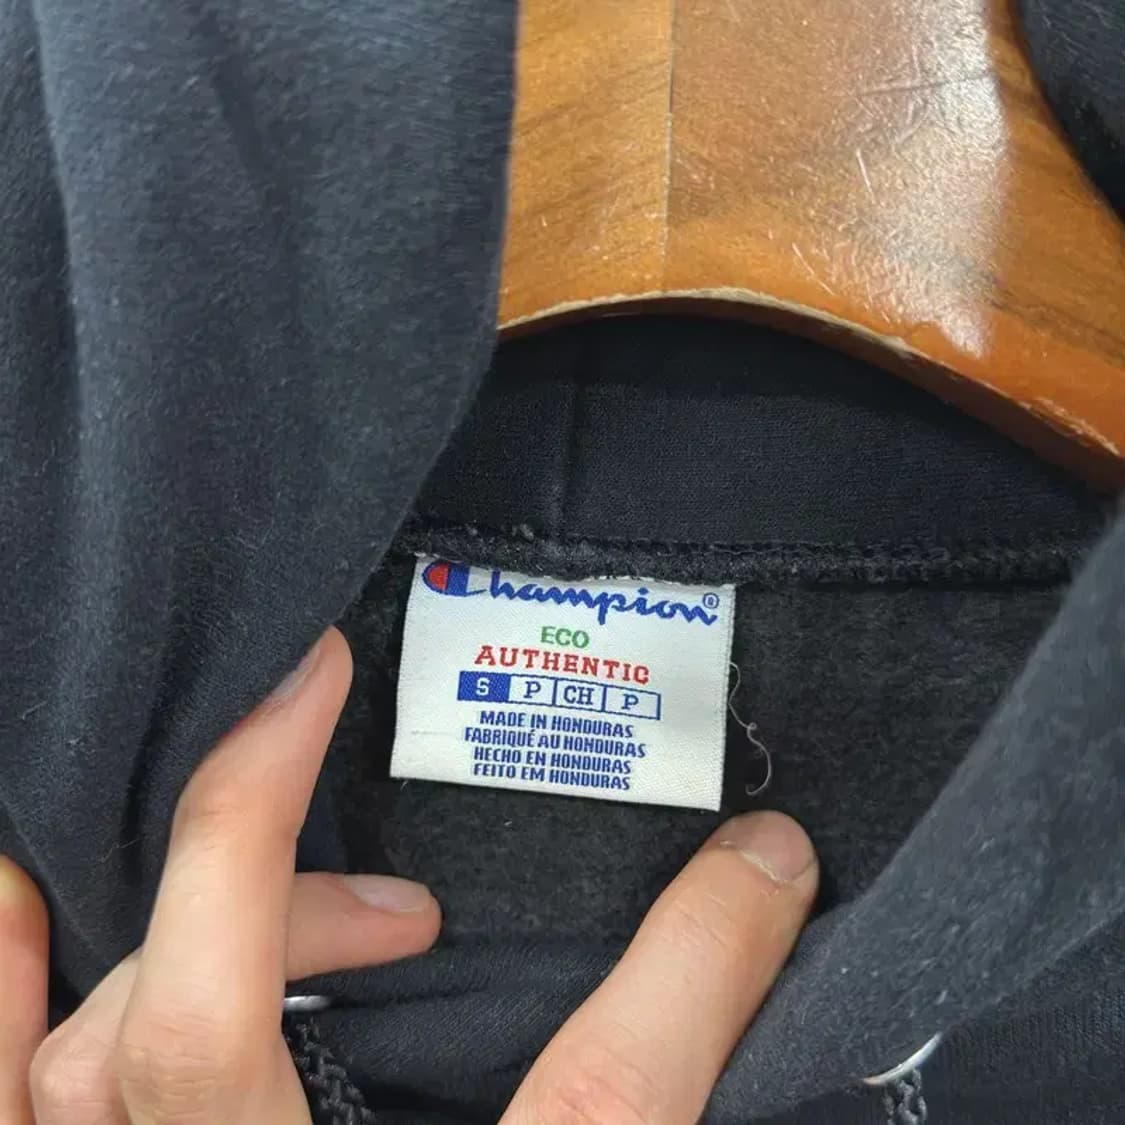 Champion®
ECO
AUTHENTIC
S P CH P
MADE IN HONDURAS
FABRIQUÉ AU HONDURAS
HECHO EN HONDURAS
FEITO EM HONDURAS